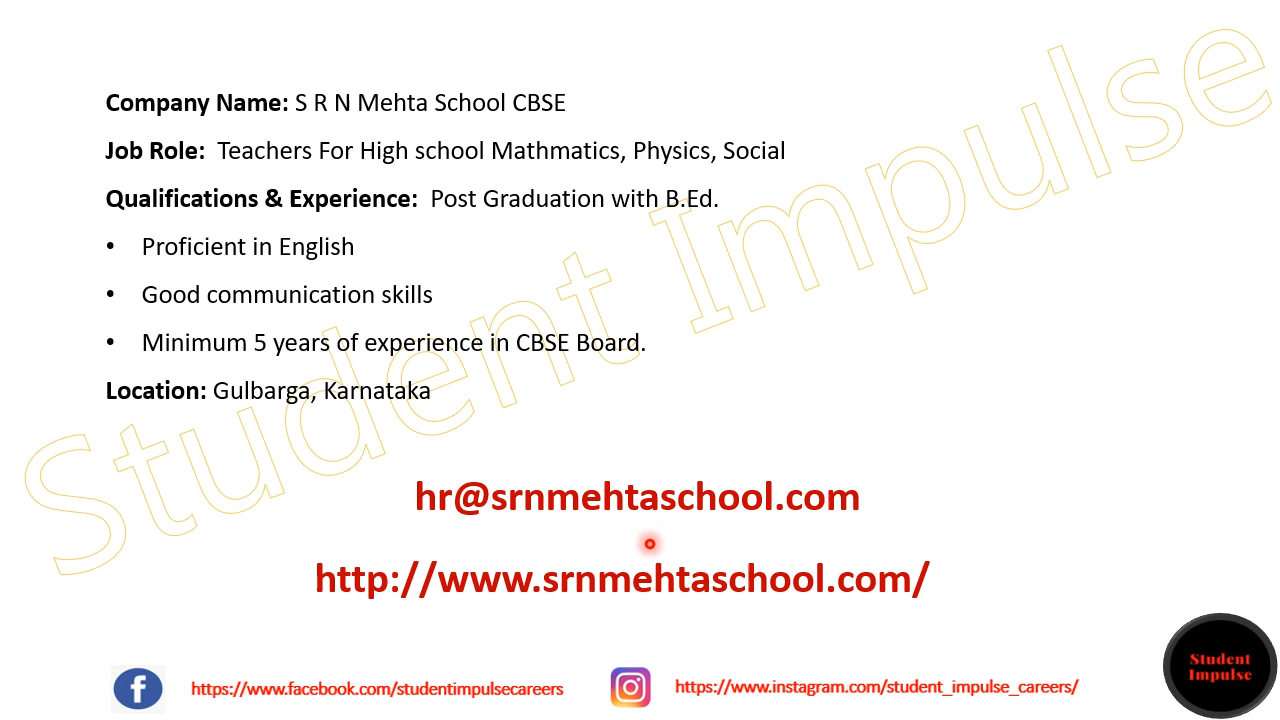 Company Name: S R N Mehta School CBSE
Job Role: Teachers For High school Mathmatics, Physics, Social
Qualifications & Experience: Post Graduation with B.Ed.
• Proficient in English
• Good communication skills
• Minimum 5 years of experience in CBSE Board.
Location: Gulbarga, Karnataka
Student Impulse
hr@srnmehtaschool.com
http://www.srnmehtaschool.com/
https://www.facebook.com/studentimpulsecareers
https://www.instagram.com/student_impulse_careers/
Student
Impulse